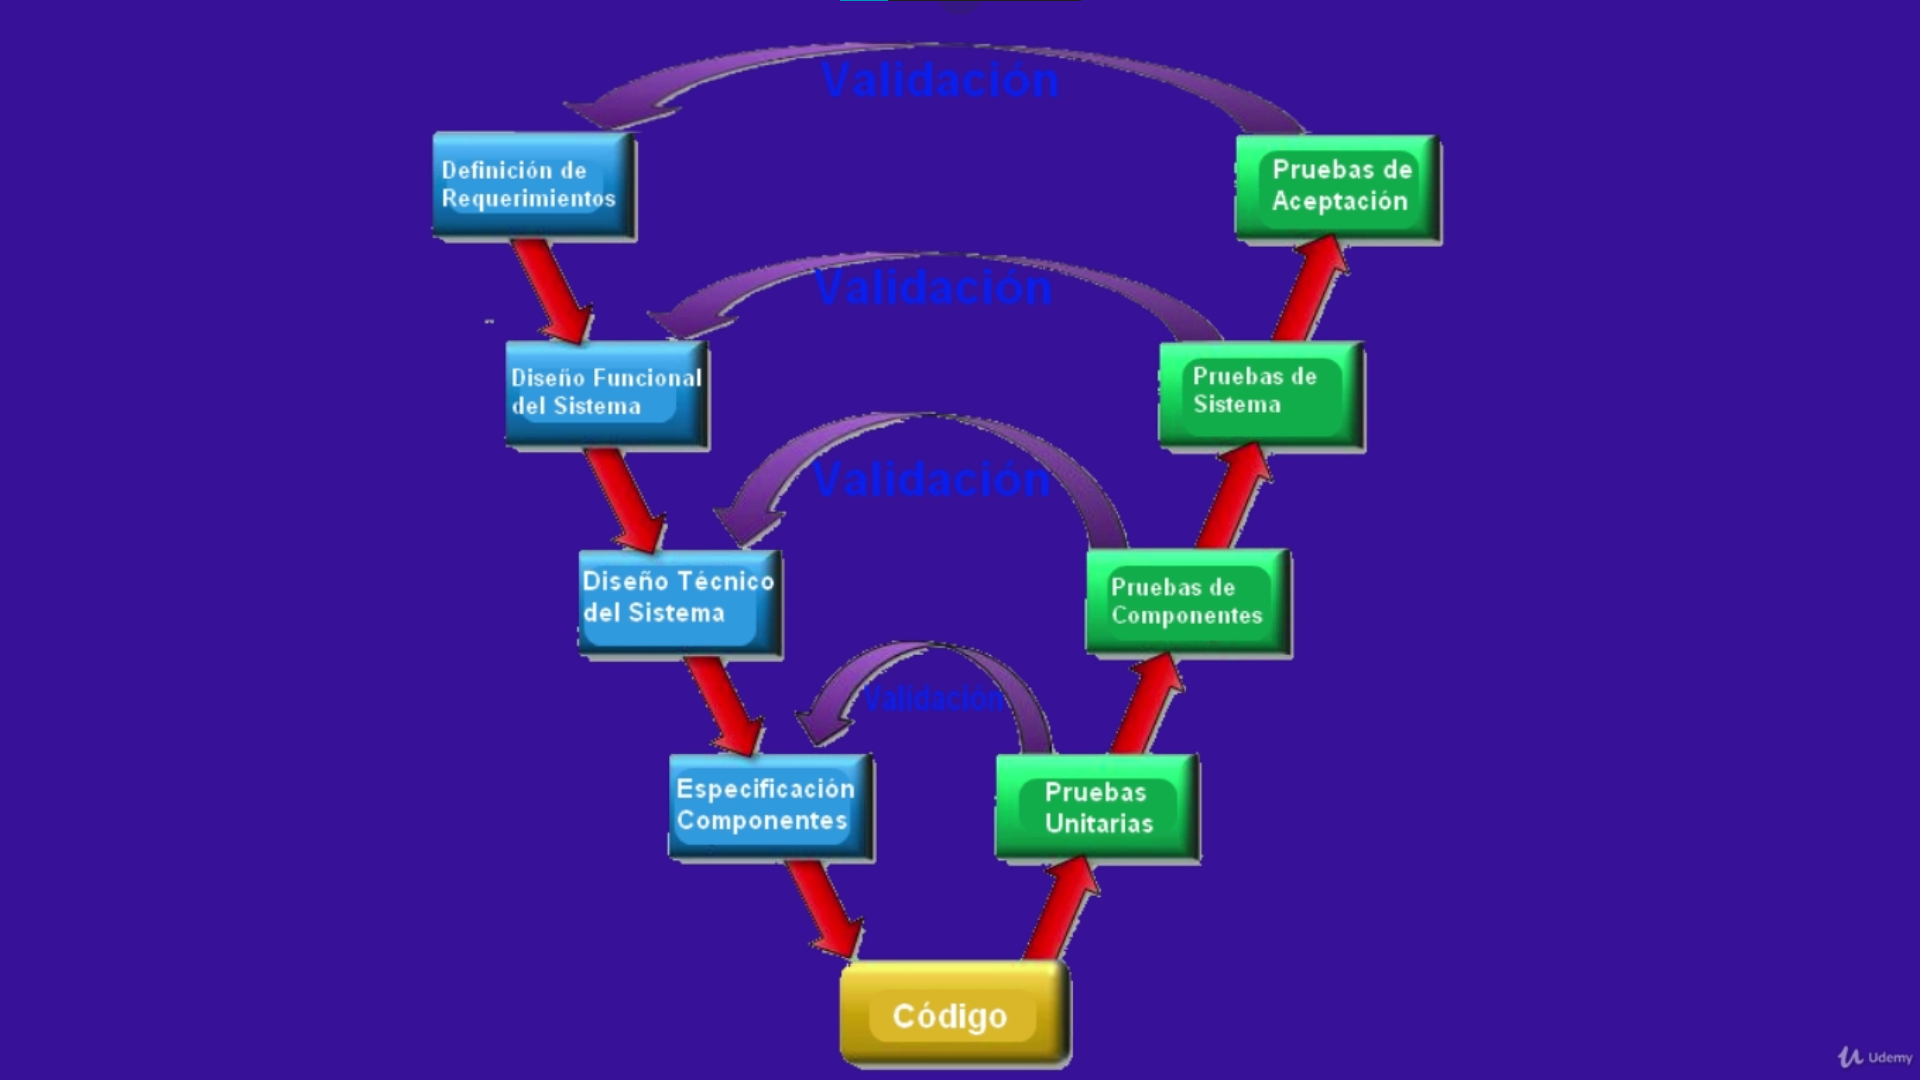 Validación
Definición de
Requerimientos
Pruebas de
Aceptación
Validación
Diseño Funcional
del Sistema
Pruebas de
Sistema
Validación
Diseño Técnico
del Sistema
Pruebas de
Componentes
Validación
Especificación
Componentes
Pruebas
Unitarias
Código
Udemy